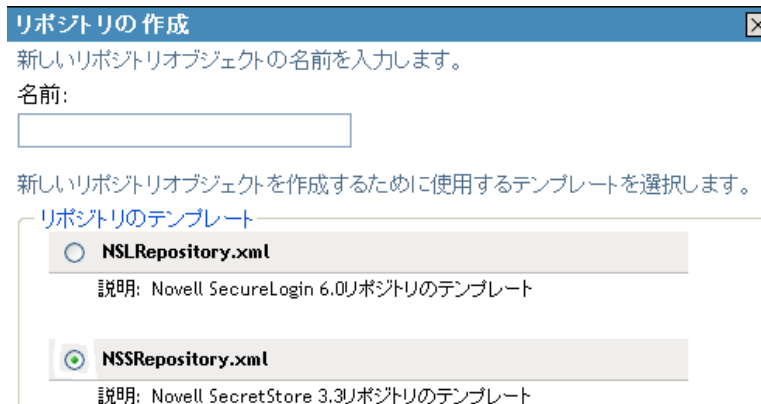 リポジトリの作成
新しいリポジトリオブジェクトの名前を入力します。
名前:
新しいリポジトリオブジェクトを作成するために使用するテンプレートを選択します。
リポジトリのテンプレート
NSLRepository.xml
説明: Novell SecureLogin 6.0リポジトリのテンプレート
NSSRepository.xml
説明: Novell SecretStore 3.3リポジトリのテンプレート